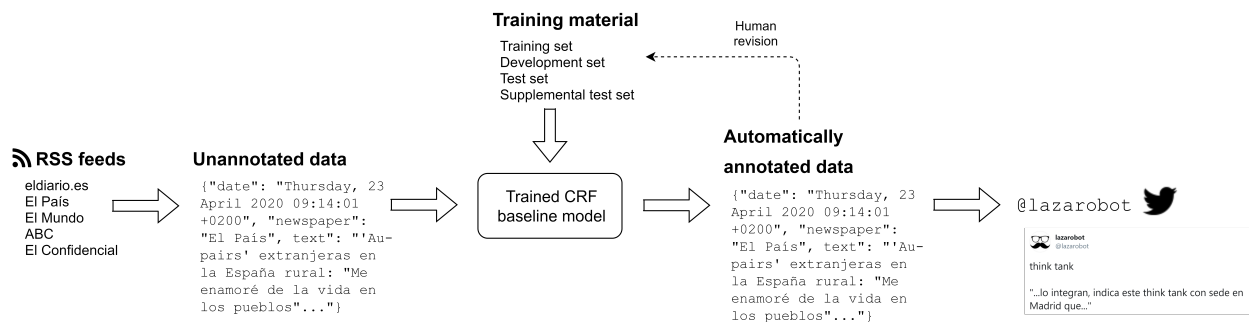 RSS feeds
eldiario.es
El País
El Mundo
ABC
El Confidencial
Unannotated data
{"date": "Thursday, 23
April 2020 09:14:01
+0200", "newspaper":
"El País", text": "'Au-
pairs' extranjeras en
la España rural: "Me
enamoré de la vida en
los pueblos"..."}
Training material
Training set
Development set
Test set
Supplemental test set
Human
revision
Trained CRF
baseline model
Automatically
annotated data
{"date": "Thursday, 23
April 2020 09:14:01
+0200", "newspaper":
"El País", text": "'Au-
pairs' extranjeras en
la España rural: "Me
enamoré de la vida en
los pueblos"..."}
@lazarobot
lazarobot
@lazarobot
think tank
"...lo integran, indica este think tank con sede en
Madrid que..."